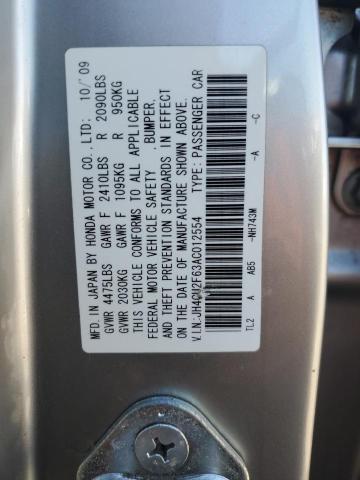 MFD. IN JAPAN BY HONDA MOTOR CO., LTD: 10/'09
GVWR 4475LBS GAWR F 2410LBS R 2090LBS
GVWR 2030KG GAWR F 1095KG R 950KG
THIS VEHICLE CONFORMS TO ALL APPLICABLE
FEDERAL MOTOR VEHICLE SAFETY ,BUMPER,
AND THEFT PREVENTION STANDARDS IN EFFECT
ON THE DATE OF MANUFACTURE SHOWN ABOVE.
V.I.N.:JH4CU2F63AC012554 TYPE: PASSENGER CAR
TL2 A AB5 -NH743M -A -C